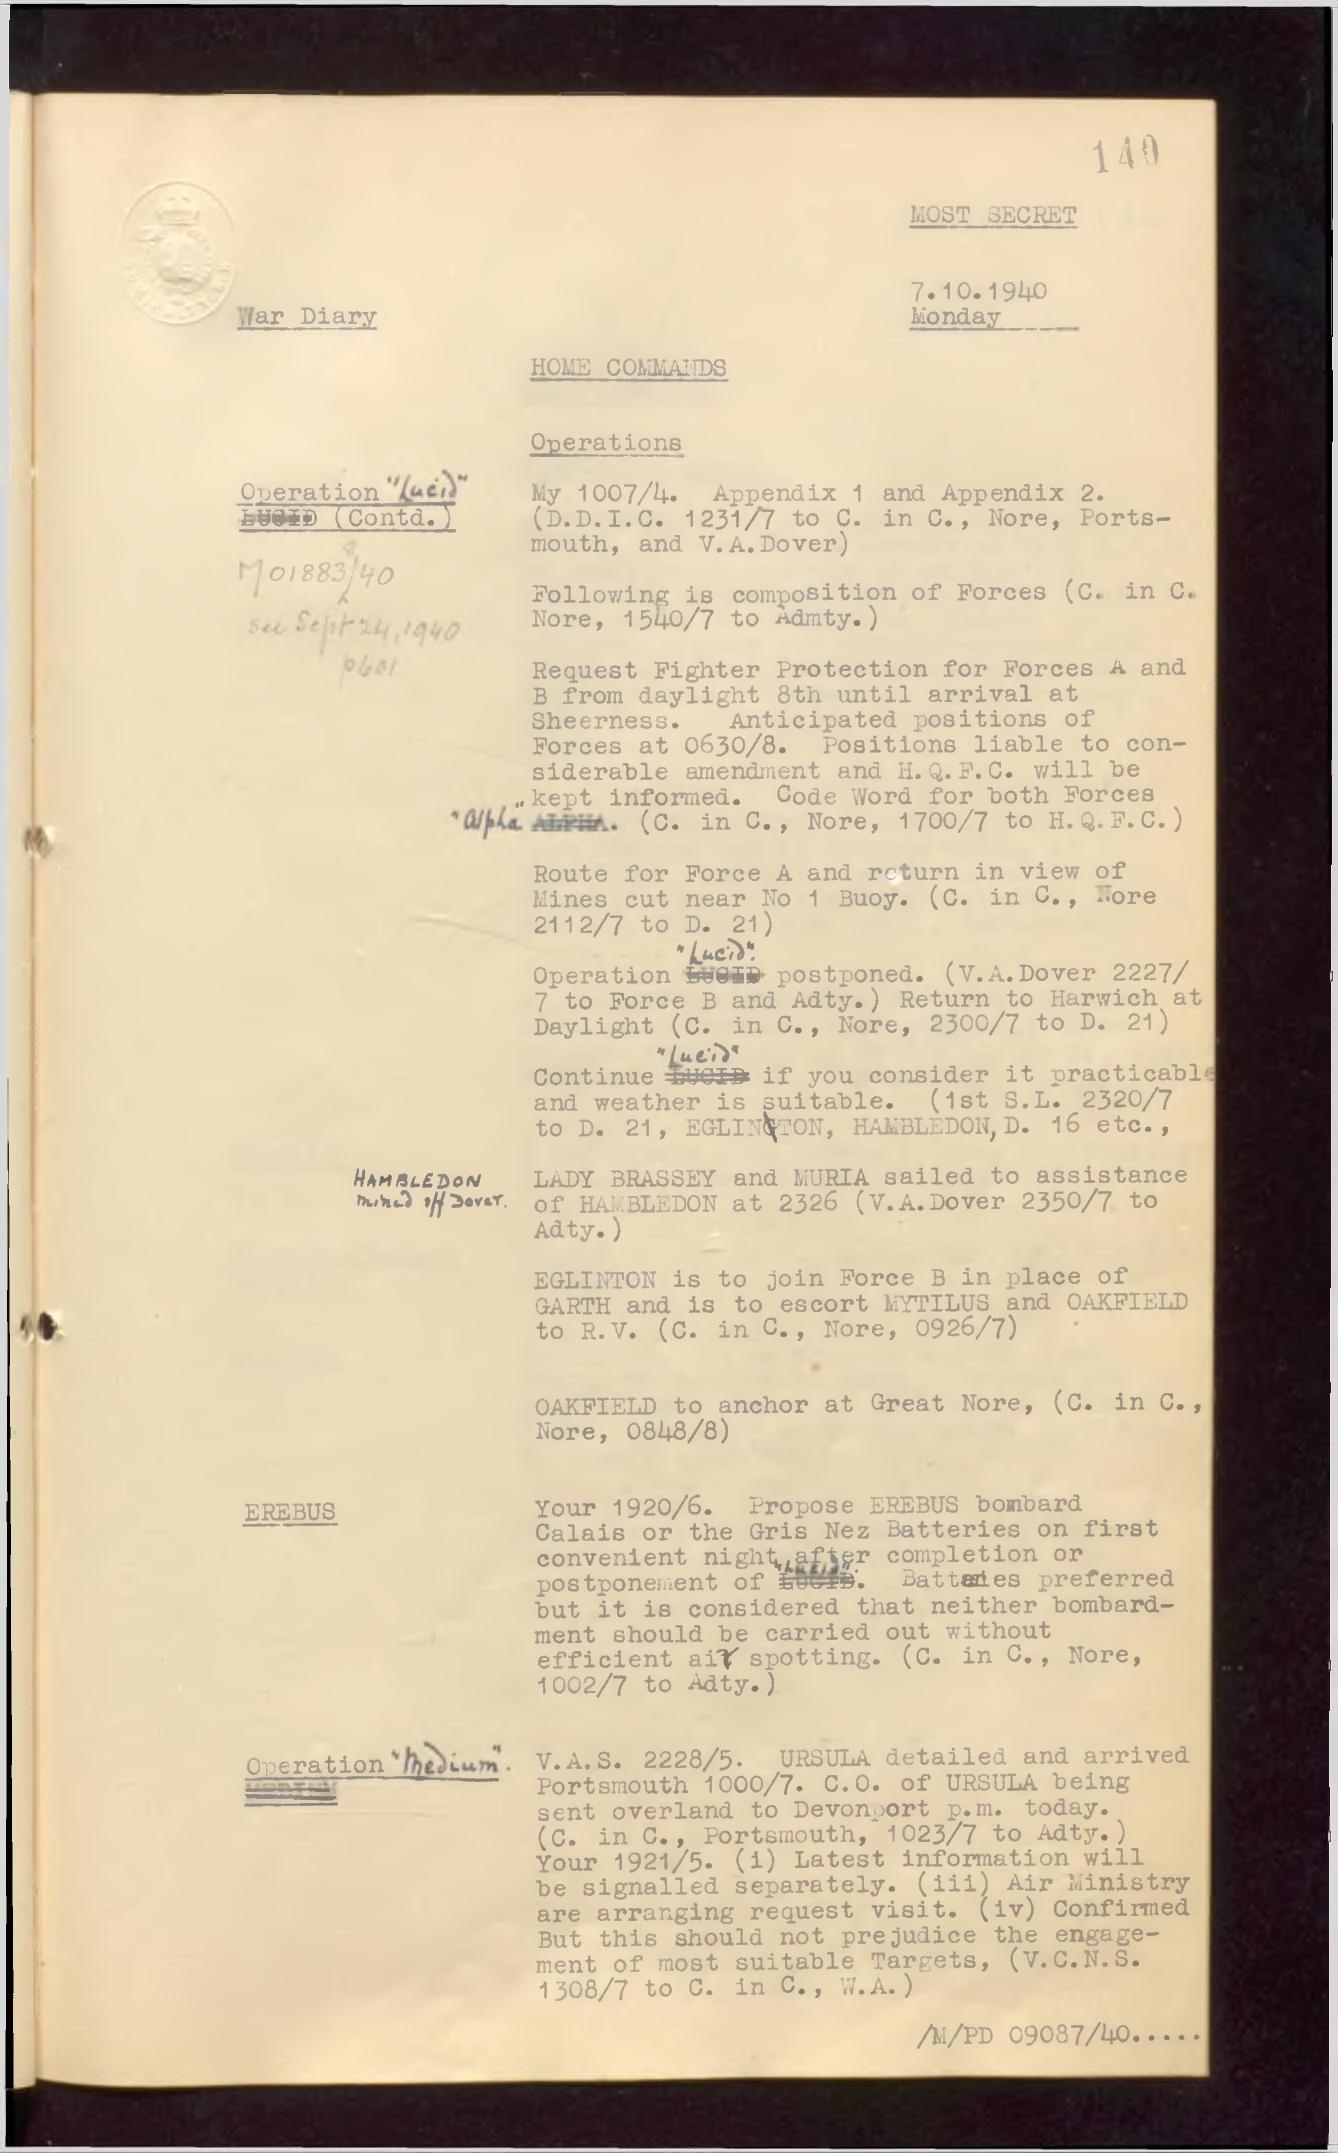 140
MOST SECRET
7.10.1940
War Diary
Monday
HOME COMMANDS
Operations
Operation "Lucid"
LUCID (Contd.)
M 01883/40
see Sept 24, 1940
p601
My 1007/4. Appendix 1 and Appendix 2.
(D.D.I.C. 1231/7 to C. in C., Nore, Ports-
mouth, and V.A.Dover)
Following is composition of Forces (C. in C.
Nore, 1540/7 to Admty.)
Request Fighter Protection for Forces A and
B from daylight 8th until arrival at
Sheerness. Anticipated positions of
Forces at 0630/8. Positions liable to con-
siderable amendment and H.Q.F.C. will be
kept informed. Code Word for both Forces
"Alpha" ALPHA. (C. in C., Nore, 1700/7 to H.Q.F.C.)
Route for Force A and return in view of
Mines cut near No 1 Buoy. (C. in C., Nore
2112/7 to D. 21)
"Lucid".
Operation LUCID postponed. (V.A.Dover 2227/
7 to Force B and Adty.) Return to Harwich at
Daylight (C. in C., Nore, 2300/7 to D. 21)
"Lucid"
Continue LUCID if you consider it practicable
and weather is suitable. (1st S.L. 2320/7
to D. 21, EGLINTON, HAMBLEDON, D. 16 etc.,
HAMBLEDON
mined off Dover.
LADY BRASSEY and MURIA sailed to assistance
of HAMBLEDON at 2326 (V.A.Dover 2350/7 to
Adty.)
EGLINTON is to join Force B in place of
GARTH and is to escort MYTILUS and OAKFIELD
to R.V. (C. in C., Nore, 0926/7)
OAKFIELD to anchor at Great Nore, (C. in C.,
Nore, 0848/8)
EREBUS
Your 1920/6. Propose EREBUS bombard
Calais or the Gris Nez Batteries on first
convenient night after completion or
"LUCID".
postponement of LUCID. Batteries preferred
but it is considered that neither bombard-
ment should be carried out without
efficient air spotting. (C. in C., Nore,
1002/7 to Adty.)
Operation "Medium".
MEDIUM
V.A.S. 2228/5. URSULA detailed and arrived
Portsmouth 1000/7. C.O. of URSULA being
sent overland to Devonport p.m. today.
(C. in C., Portsmouth, 1023/7 to Adty.)
Your 1921/5. (i) Latest information will
be signalled separately. (iii) Air Ministry
are arranging request visit. (iv) Confirmed
But this should not prejudice the engage-
ment of most suitable Targets, (V.C.N.S.
1308/7 to C. in C., W.A.)
/M/PD 09087/40.....